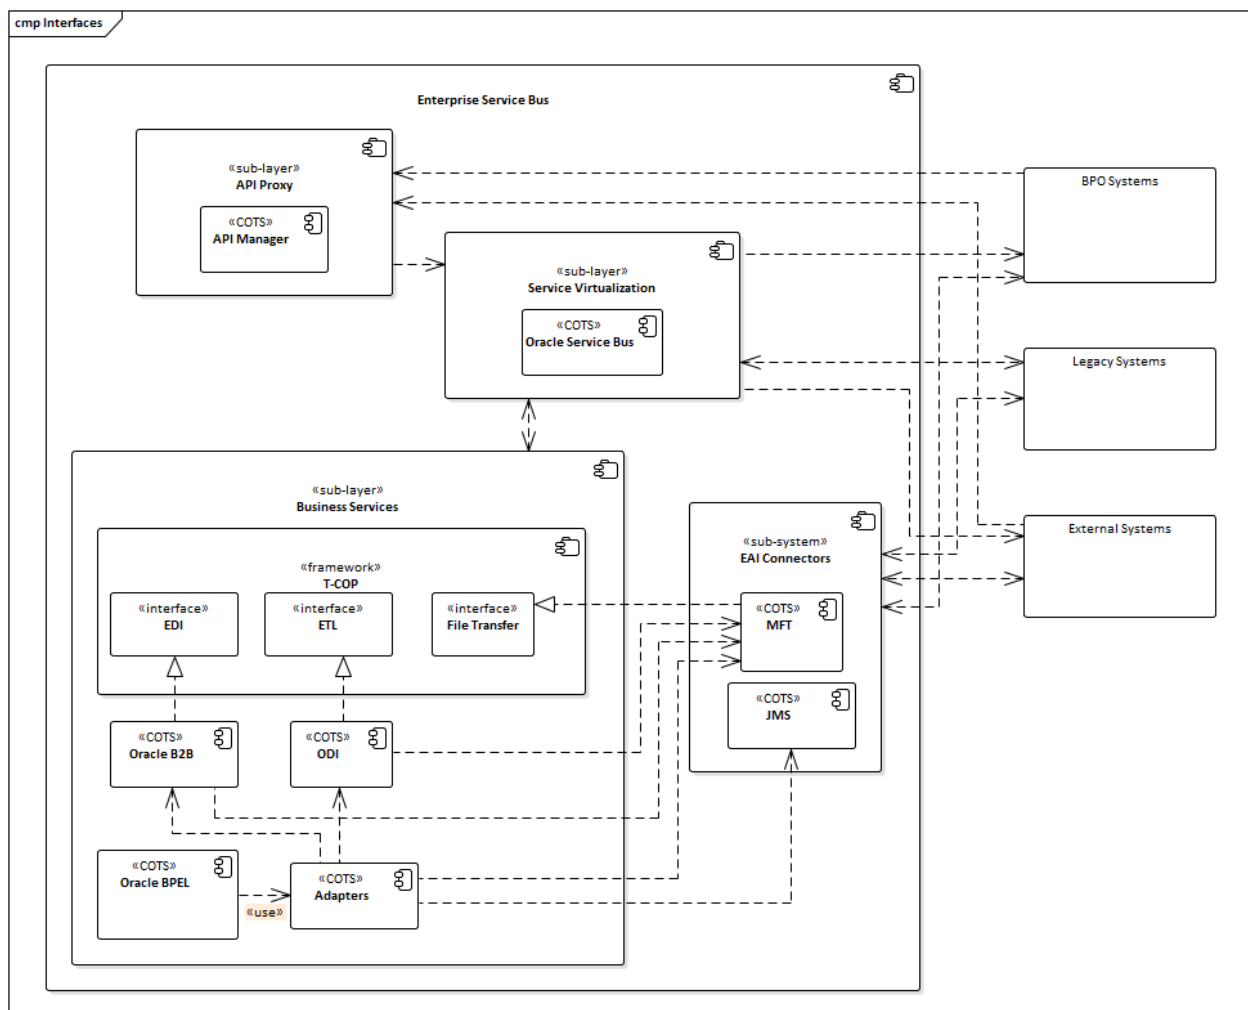 cmp Interfaces
Enterprise Service Bus
«sub-layer»
API Proxy
«COTS»
API Manager
BPO Systems
«sub-layer»
Service Virtualization
«COTS»
Oracle Service Bus
Legacy Systems
«sub-layer»
Business Services
«framework»
T-COP
«interface»
EDI
«interface»
ETL
«interface»
File Transfer
«sub-system»
EAI Connectors
«COTS»
MFT
«COTS»
JMS
External Systems
«COTS»
Oracle B2B
«COTS»
ODI
«COTS»
Oracle BPEL
«use»
«COTS»
Adapters